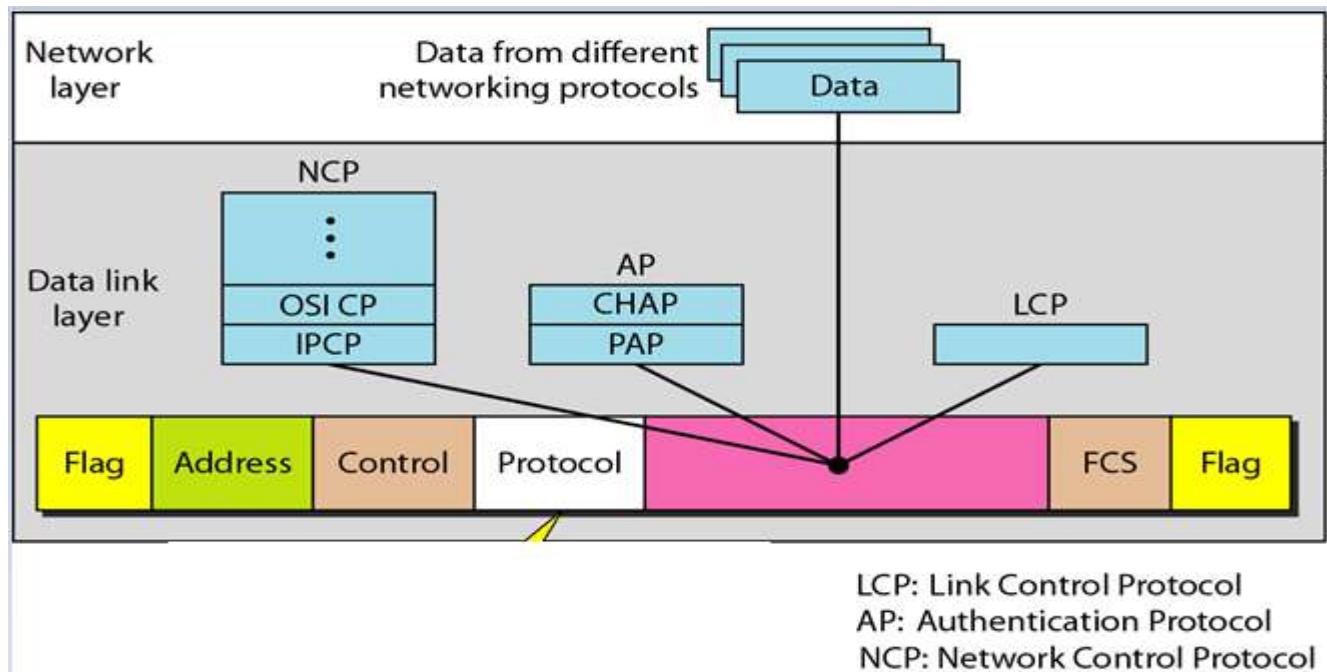 Network
layer
Data from different
networking protocols
Data
NCP
Data link
layer
OSI CP
IPCP
AP
CHAP
PAP
LCP
Flag
Address
Control
Protocol
FCS
Flag
LCP: Link Control Protocol
AP: Authentication Protocol
NCP: Network Control Protocol